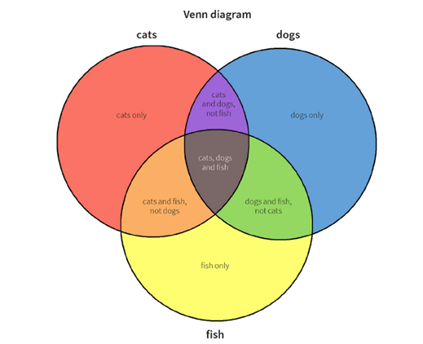 Venn diagram
cats
dogs
cats
and dogs,
not fish
cats only
dogs only
cats, dogs
and fish
cats and fish,
not dogs
dogs and fish,
not cats
fish only
fish